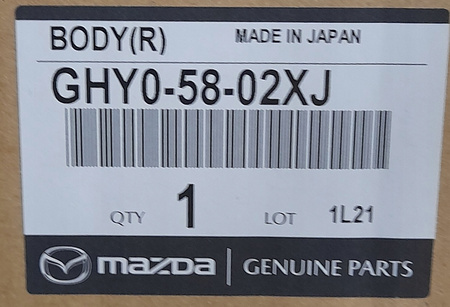 BODY(R) MADE IN JAPAN
GHY0-58-02XJ
QTY 1 LOT 1L21
mazda GENUINE PARTS